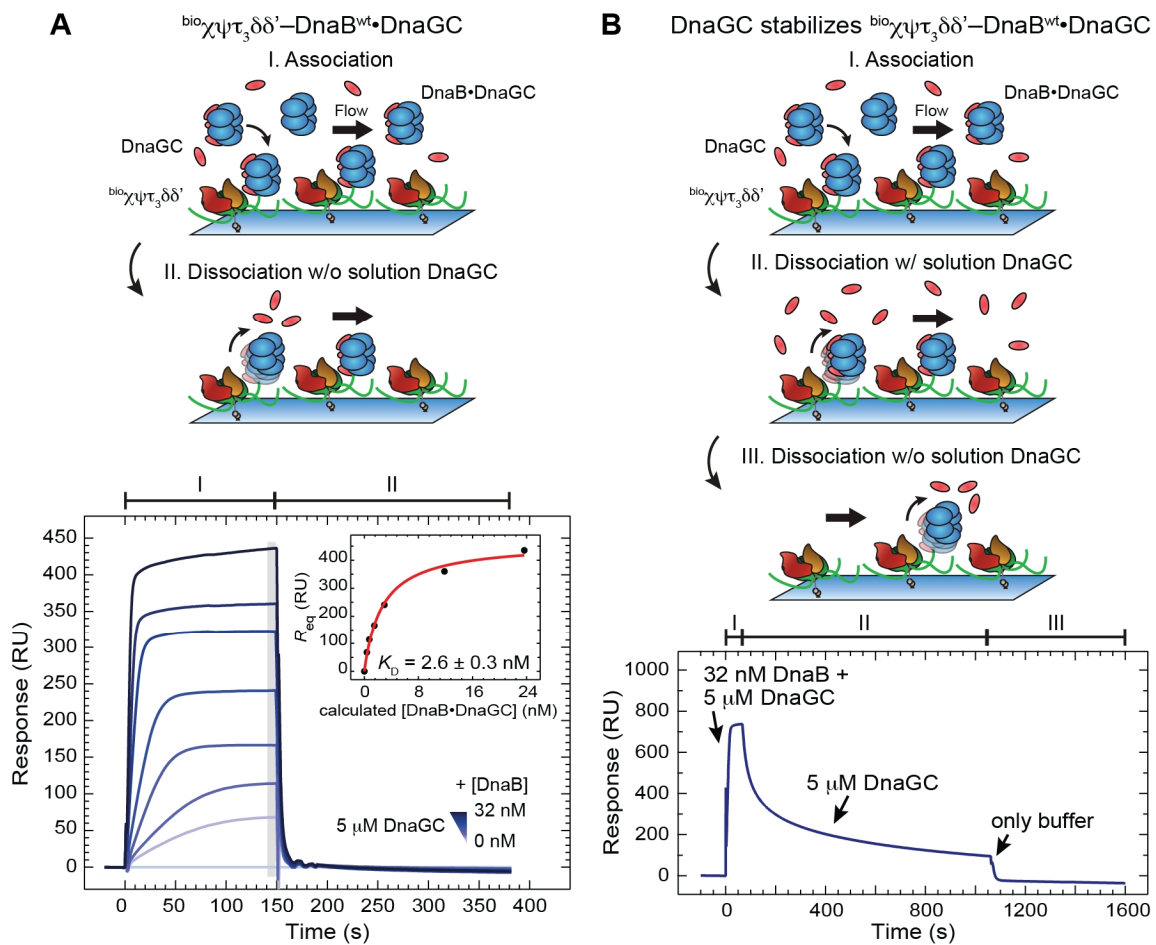 A
ᵇⁱᵒχψτ₃δδ'–DnaBʷᵗ•DnaGC
I. Association
DnaB•DnaGC
Flow
DnaGC
ᵇⁱᵒχψτ₃δδ'
II. Dissociation w/o solution DnaGC
I
II
450
400
350
300
250
200
150
100
50
0
Response (RU)
400
300
200
100
0
R_eq (RU)
K_D = 2.6 ± 0.3 nM
0
8
16
24
calculated [DnaB•DnaGC] (nM)
+ [DnaB]
32 nM
5 μM DnaGC
0 nM
0
50
100
150
200
250
300
350
400
Time (s)
B
DnaGC stabilizes ᵇⁱᵒχψτ₃δδ'–DnaBʷᵗ•DnaGC
I. Association
DnaB•DnaGC
Flow
DnaGC
ᵇⁱᵒχψτ₃δδ'
II. Dissociation w/ solution DnaGC
III. Dissociation w/o solution DnaGC
I
II
III
1000
800
600
400
200
0
Response (RU)
32 nM DnaB +
5 μM DnaGC
5 μM DnaGC
only buffer
0
400
800
1200
1600
Time (s)